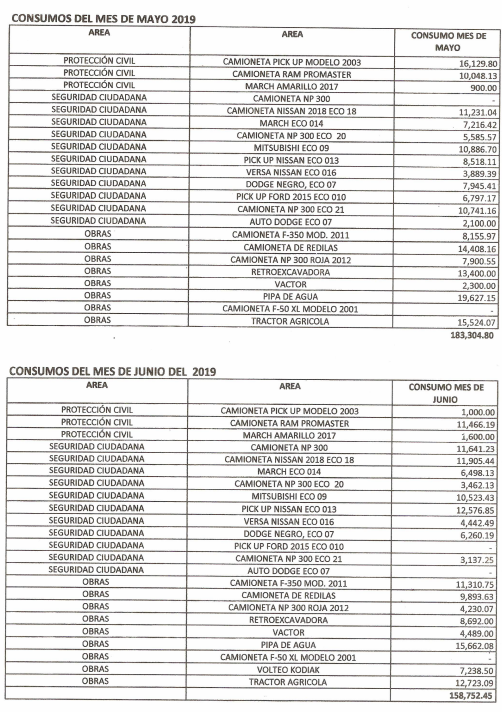 CONSUMOS DEL MES DE MAYO 2019
AREA AREA CONSUMO MES DE
MAYO
PROTECCIÓN CIVIL CAMIONETA PICK UP MODELO 2003 16,129.80
PROTECCIÓN CIVIL CAMIONETA RAM PROMASTER 10,048.13
PROTECCIÓN CIVIL MARCH AMARILLO 2017 900.00
SEGURIDAD CIUDADANA CAMIONETA NP 300 -
SEGURIDAD CIUDADANA CAMIONETA NISSAN 2018 ECO 18 11,231.04
SEGURIDAD CIUDADANA MARCH ECO 014 7,216.42
SEGURIDAD CIUDADANA CAMIONETA NP 300 ECO 20 5,585.57
SEGURIDAD CIUDADANA MITSUBISHI ECO 09 10,886.70
SEGURIDAD CIUDADANA PICK UP NISSAN ECO 013 8,518.11
SEGURIDAD CIUDADANA VERSA NISSAN ECO 016 3,889.39
SEGURIDAD CIUDADANA DODGE NEGRO, ECO 07 7,945.41
SEGURIDAD CIUDADANA PICK UP FORD 2015 ECO 010 6,797.17
SEGURIDAD CIUDADANA CAMIONETA NP 300 ECO 21 10,741.16
SEGURIDAD CIUDADANA AUTO DODGE ECO 07 2,100.00
OBRAS CAMIONETA F-350 MOD. 2011 8,155.97
OBRAS CAMIONETA DE REDILAS 14,408.16
OBRAS CAMIONETA NP 300 ROJA 2012 7,900.55
OBRAS RETROEXCAVADORA 13,400.00
OBRAS VACTOR 2,300.00
OBRAS PIPA DE AGUA 19,627.15
OBRAS CAMIONETA F-50 XL MODELO 2001 -
OBRAS TRACTOR AGRICOLA 15,524.07
183,304.80
CONSUMOS DEL MES DE JUNIO DEL 2019
AREA AREA CONSUMO MES DE
JUNIO
PROTECCIÓN CIVIL CAMIONETA PICK UP MODELO 2003 1,000.00
PROTECCIÓN CIVIL CAMIONETA RAM PROMASTER 11,466.19
PROTECCIÓN CIVIL MARCH AMARILLO 2017 1,600.00
SEGURIDAD CIUDADANA CAMIONETA NP 300 11,641.23
SEGURIDAD CIUDADANA CAMIONETA NISSAN 2018 ECO 18 11,905.44
SEGURIDAD CIUDADANA MARCH ECO 014 6,498.13
SEGURIDAD CIUDADANA CAMIONETA NP 300 ECO 20 3,462.13
SEGURIDAD CIUDADANA MITSUBISHI ECO 09 10,523.43
SEGURIDAD CIUDADANA PICK UP NISSAN ECO 013 12,576.85
SEGURIDAD CIUDADANA VERSA NISSAN ECO 016 4,442.49
SEGURIDAD CIUDADANA DODGE NEGRO, ECO 07 6,260.19
SEGURIDAD CIUDADANA PICK UP FORD 2015 ECO 010 -
SEGURIDAD CIUDADANA CAMIONETA NP 300 ECO 21 3,137.25
SEGURIDAD CIUDADANA AUTO DODGE ECO 07 -
OBRAS CAMIONETA F-350 MOD. 2011 11,310.75
OBRAS CAMIONETA DE REDILAS 9,893.63
OBRAS CAMIONETA NP 300 ROJA 2012 4,230.07
OBRAS RETROEXCAVADORA 8,692.00
OBRAS VACTOR 4,489.00
OBRAS PIPA DE AGUA 15,662.08
OBRAS CAMIONETA F-50 XL MODELO 2001 -
OBRAS VOLTEO KODIAK 7,238.50
OBRAS TRACTOR AGRICOLA 12,723.09
158,752.45